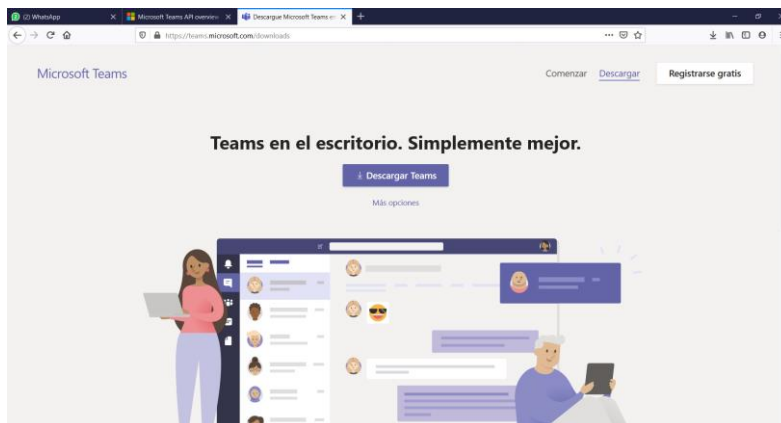 (2) WhatsApp
Microsoft Teams API overview
Descargue Microsoft Teams en
https://teams.microsoft.com/downloads
Microsoft Teams
Comenzar Descargar Registrarse gratis
Teams en el escritorio. Simplemente mejor.
Descargar Teams
Más opciones